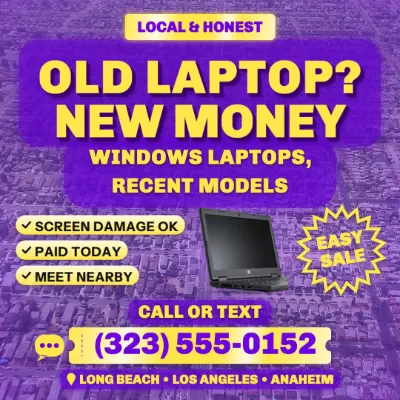 LOCAL & HONEST
OLD LAPTOP?
NEW MONEY
WINDOWS LAPTOPS,
RECENT MODELS
SCREEN DAMAGE OK
PAID TODAY
MEET NEARBY
EASY
SALE
CALL OR TEXT
(323) 555-0152
LONG BEACH • LOS ANGELES • ANAHEIM